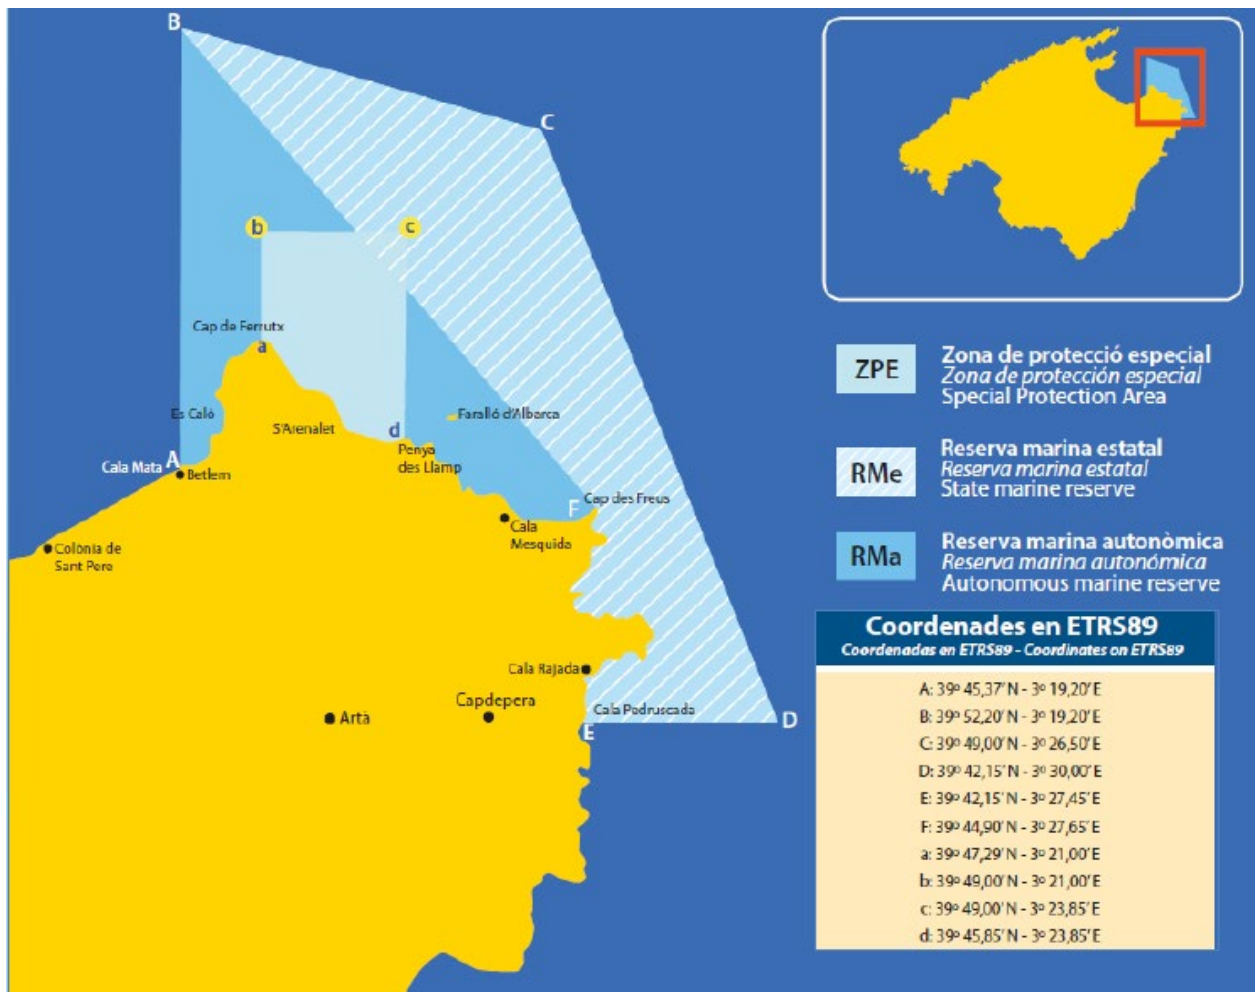 B
C
b
c
Cap de Ferrutx
a
Es Caló
S'Arenalet
d
Faralló d'Albarca
Penya
des Llamp
Cala Mata
A
Betlem
Cap des Freus
F
Cala
Mesquida
Colònia de
Sant Pere
Cala Rajada
Capdepera
Artà
Cala Pedruscada
E
D
ZPE
Zona de protecció especial
Zona de protección especial
Special Protection Area
RMe
Reserva marina estatal
Reserva marina estatal
State marine reserve
RMa
Reserva marina autonòmica
Reserva marina autonómica
Autonomous marine reserve
Coordenades en ETRS89
Coordenadas en ETRS89 - Coordinates on ETRS89
A: 39º 45,37' N - 3º 19,20' E
B: 39º 52,20' N - 3º 19,20' E
C: 39º 49,00' N - 3º 26,50' E
D: 39º 42,15' N - 3º 30,00' E
E: 39º 42,15' N - 3º 27,45' E
F: 39º 44,90' N - 3º 27,65' E
a: 39º 47,29' N - 3º 21,00' E
b: 39º 49,00' N - 3º 21,00' E
c: 39º 49,00' N - 3º 23,85' E
d: 39º 45,85' N - 3º 23,85' E